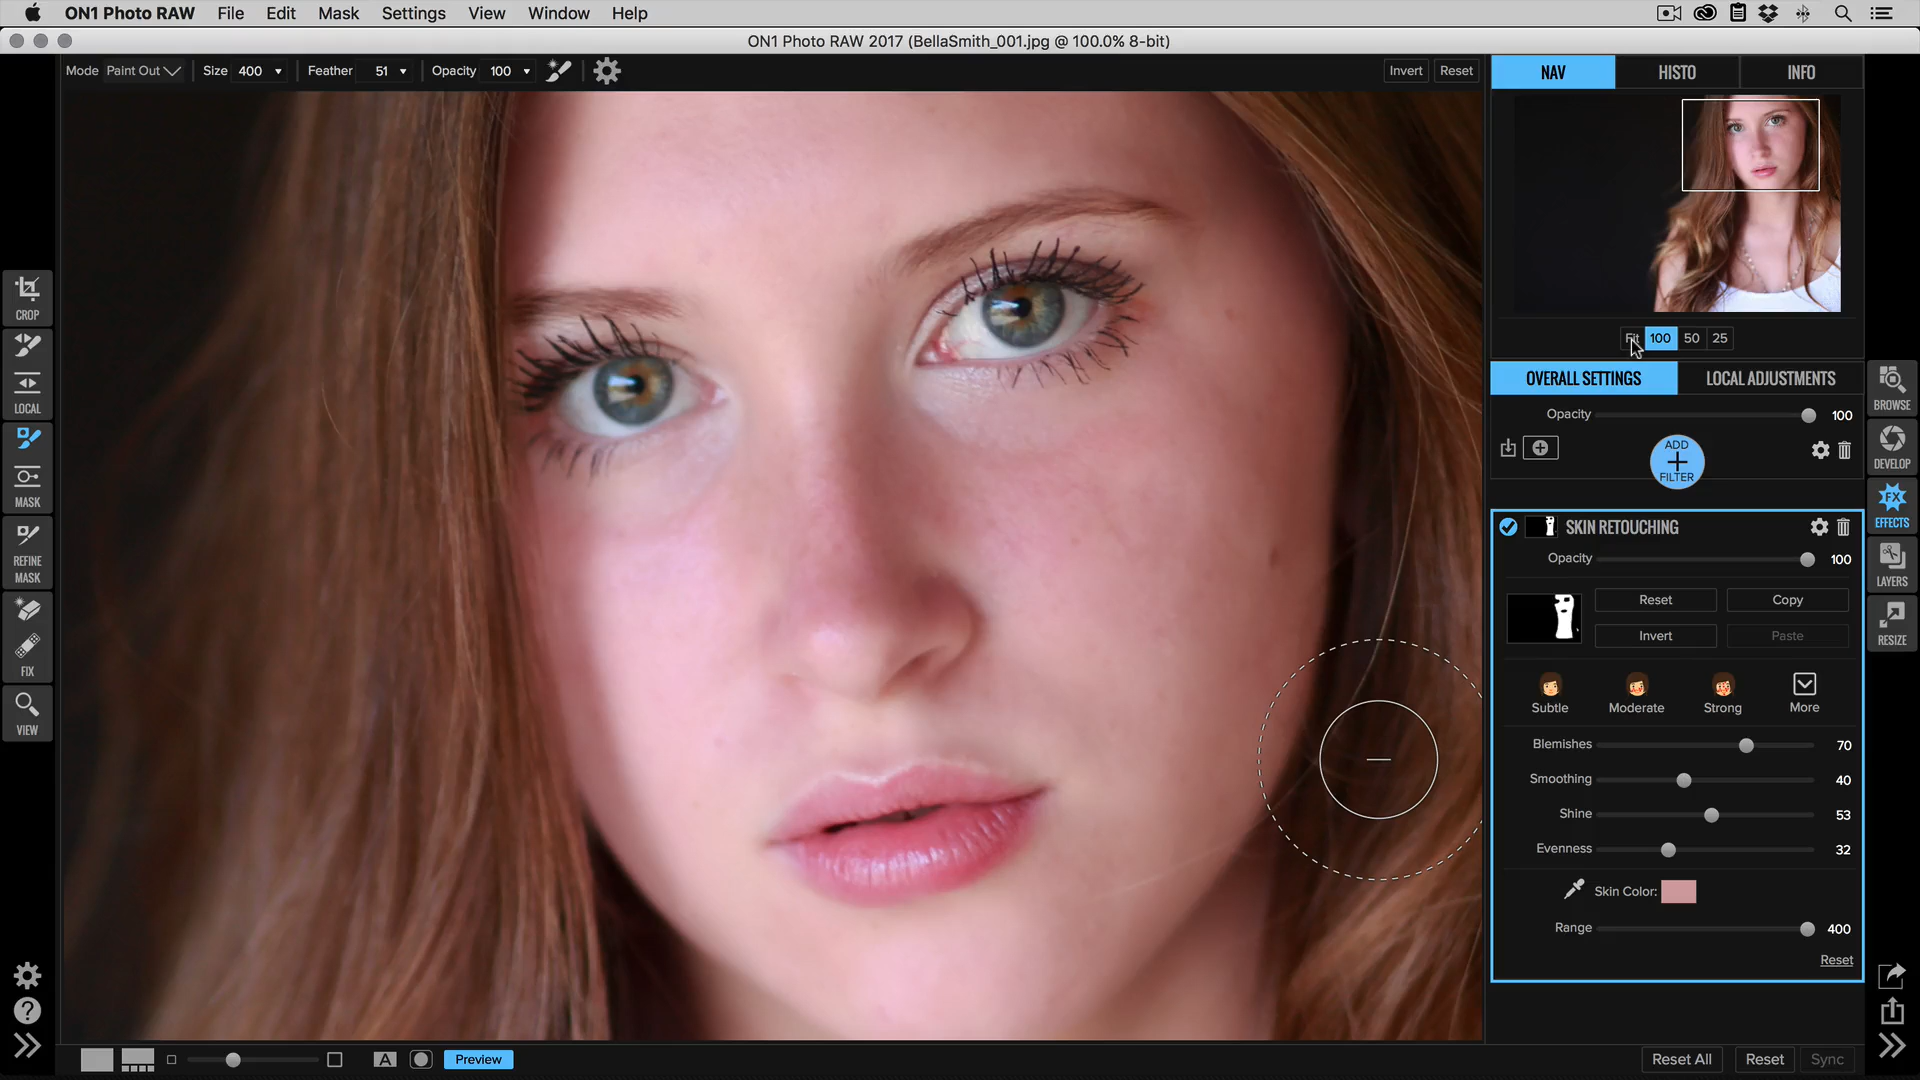 ON1 Photo RAW File Edit Mask Settings View Window Help
ON1 Photo RAW 2017 (BellaSmith_001.jpg @ 100.0% 8-bit)
Mode Paint Out Size 400 Feather 51 Opacity 100 Invert Reset
NAV HISTO INFO
CROP
LOCAL
MASK
REFINE
MASK
FIX
VIEW
Fit 100 50 25
OVERALL SETTINGS LOCAL ADJUSTMENTS
Opacity 100
ADD
FILTER
SKIN RETOUCHING
Opacity 100
Reset Copy
Invert Paste
Subtle Moderate Strong More
Blemishes 70
Smoothing 40
Shine 53
Evenness 32
Skin Color:
Range 400
Reset
BROWSE
DEVELOP
FX
EFFECTS
LAYERS
RESIZE
A Preview Reset All Reset Sync